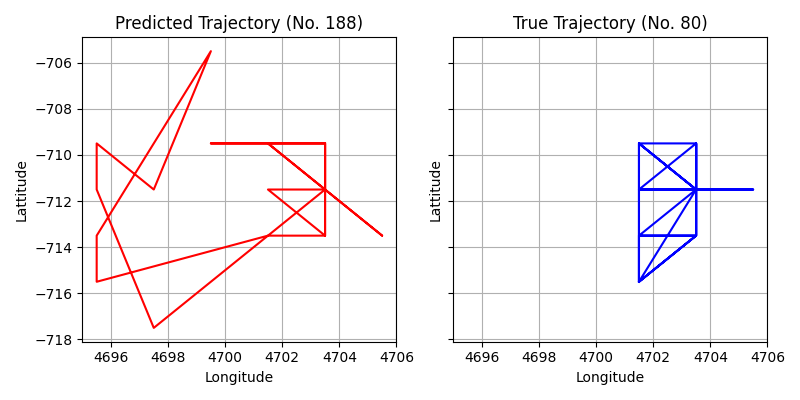 Predicted Trajectory (No. 188)
−706
−708
−710
−712
−714
−716
−718
Lattitude
4696 4698 4700 4702 4704 4706
Longitude
True Trajectory (No. 80)
Lattitude
4696 4698 4700 4702 4704 4706
Longitude